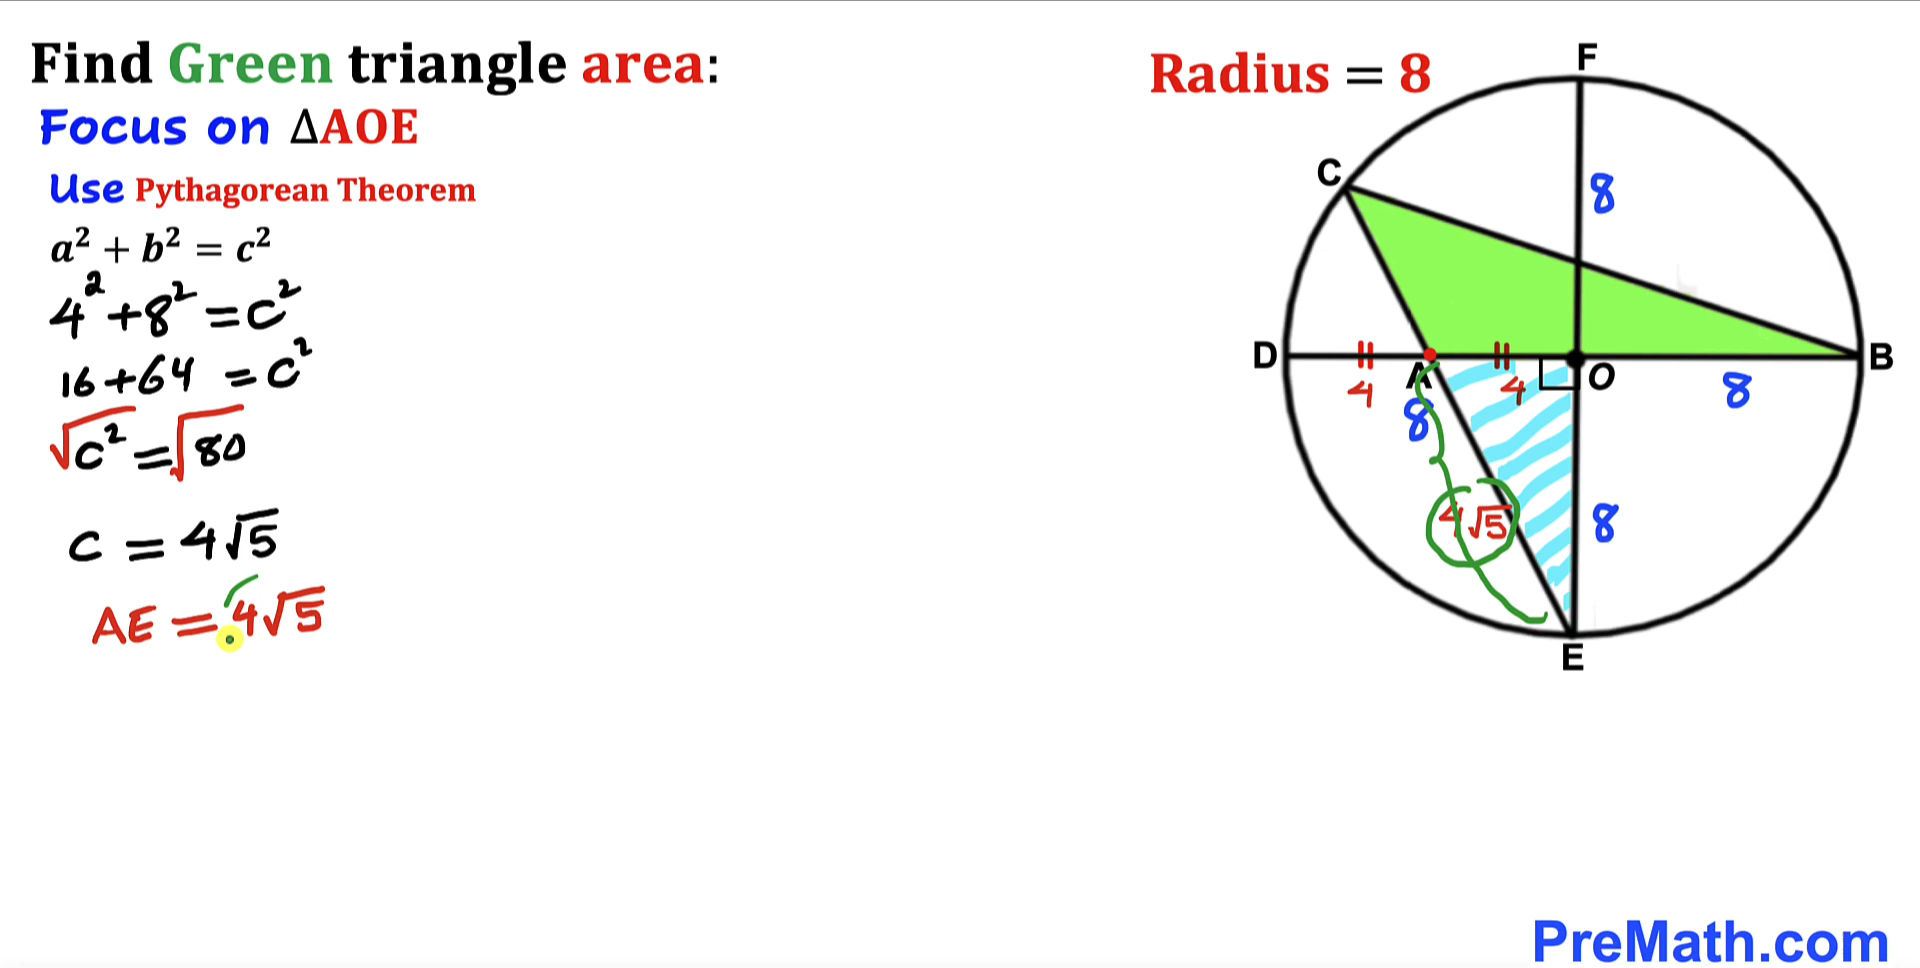 Find Green triangle area:
Focus on ΔAOE
Use Pythagorean Theorem
a² + b² = c²
4² + 8² = c²
16 + 64 = c²
√c² = √80
C = 4√5
AE = 4√5
Radius = 8
F
C
8
D
A
O
B
4
4
8
8
4√5
8
E
PreMath.com